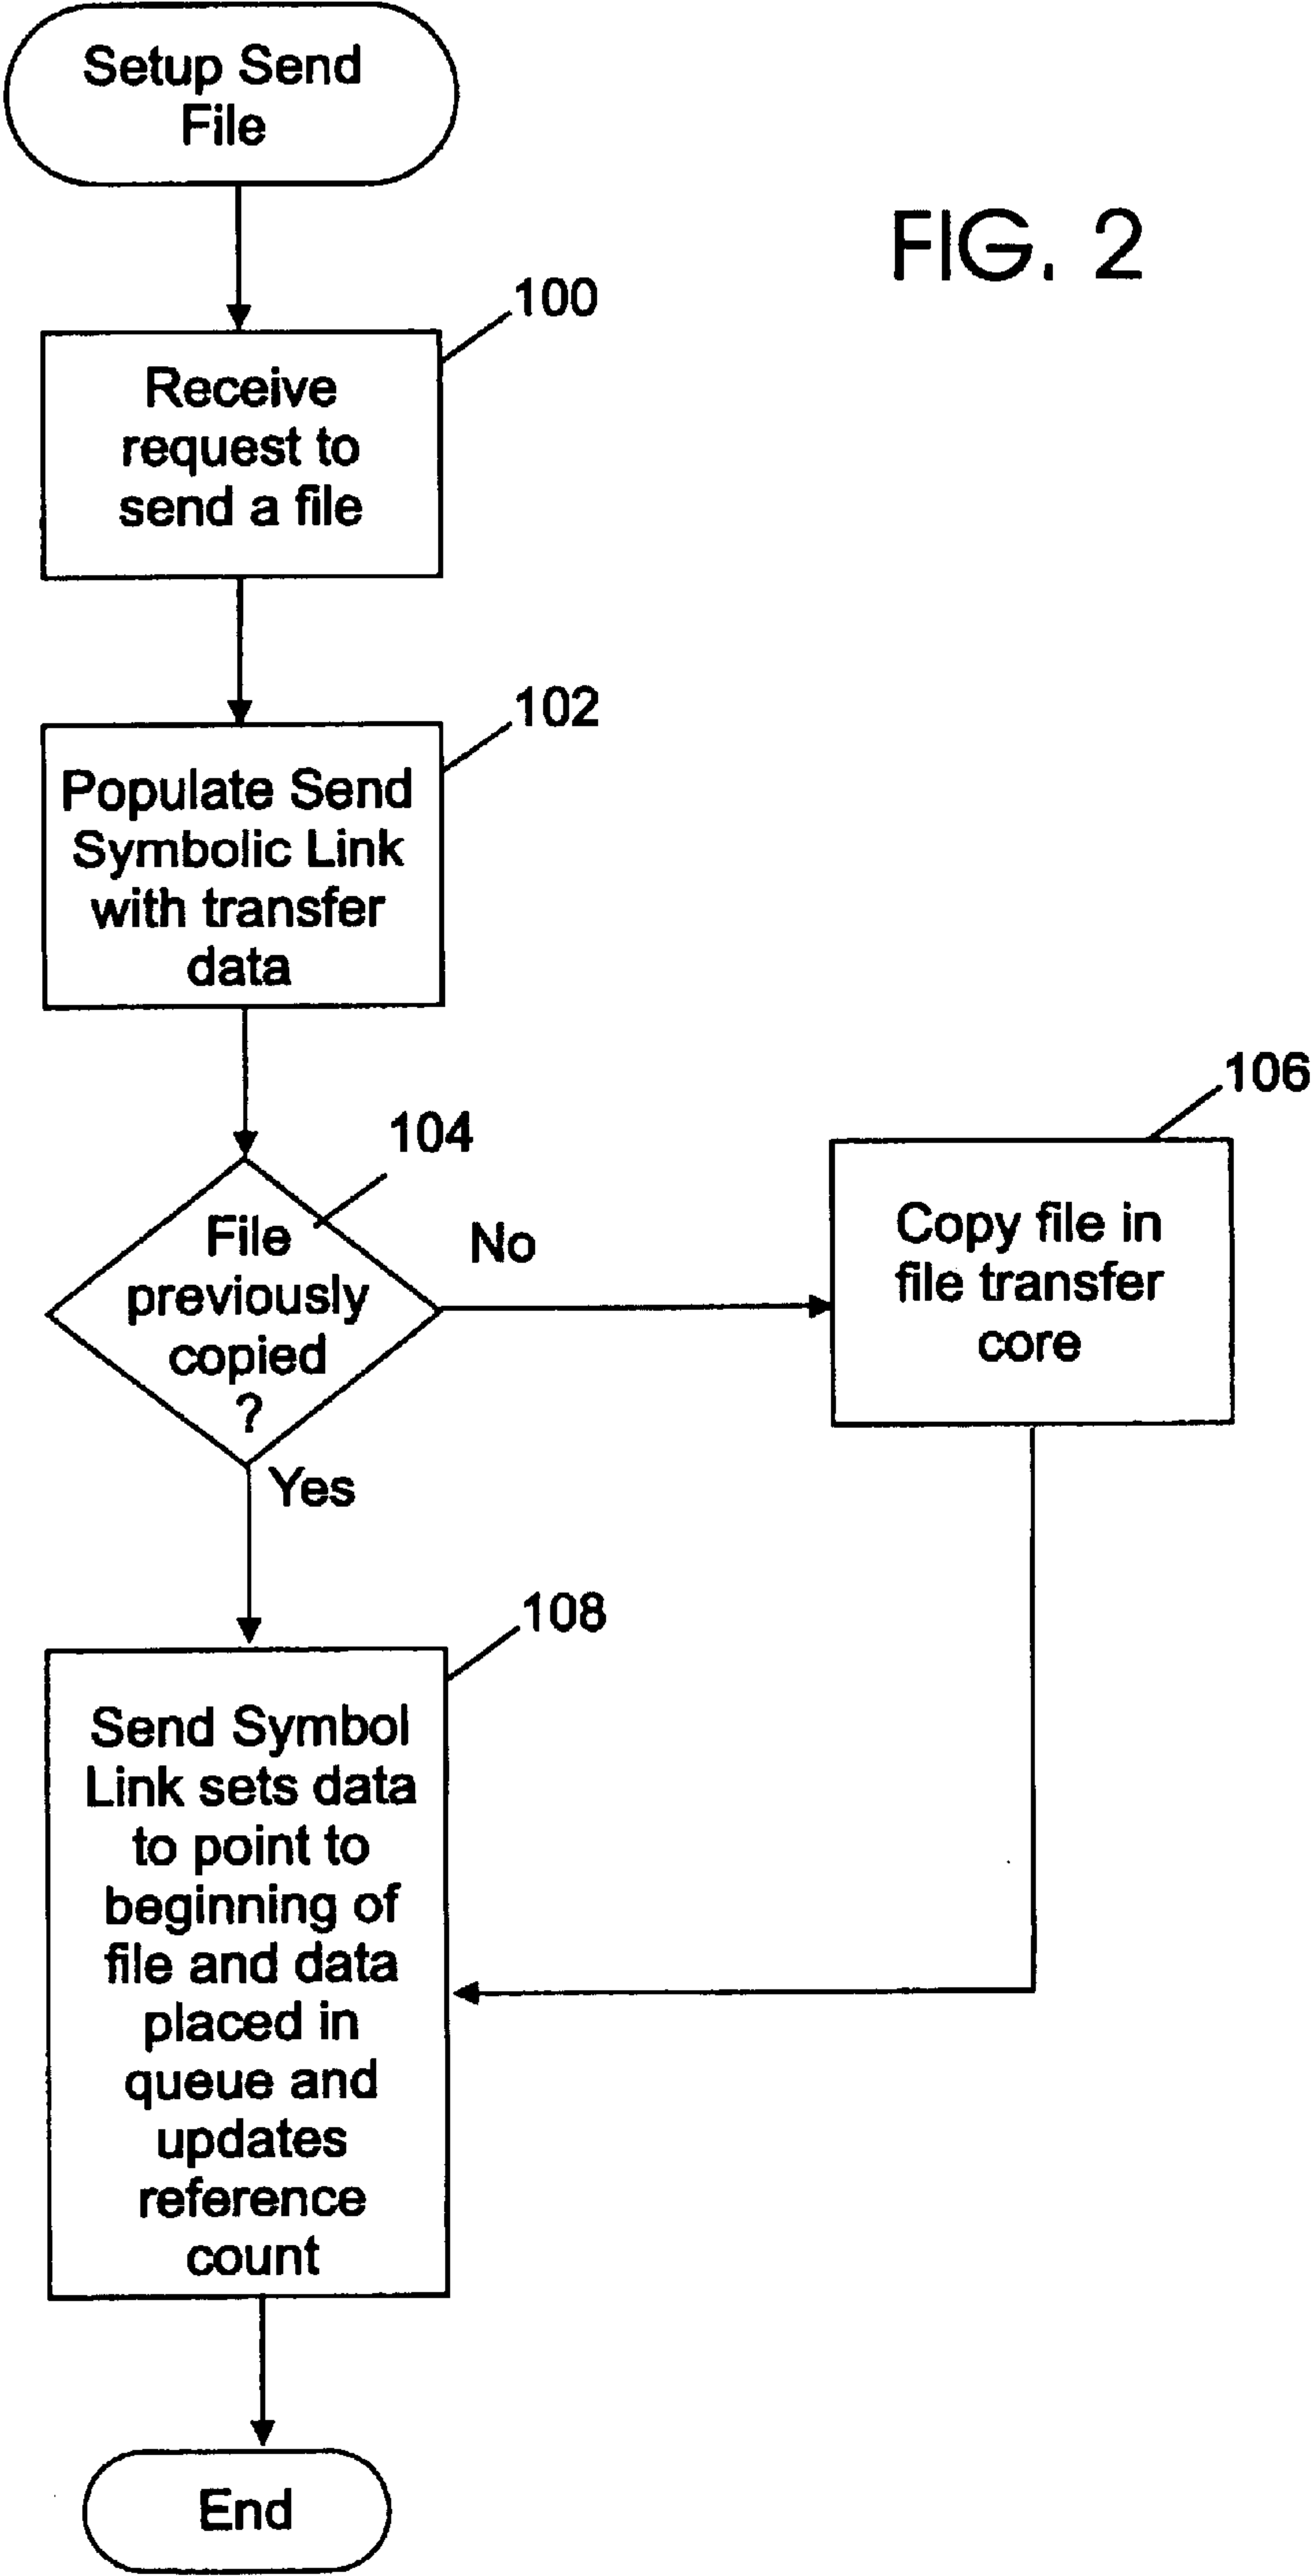 Setup Send
File
FIG. 2
100
Receive
request to
send a file
102
Populate Send
Symbolic Link
with transfer
data
104
File
previously
copied
?
No
Yes
106
Copy file in
file transfer
core
108
Send Symbol
Link sets data
to point to
beginning of
file and data
placed in
queue and
updates
reference
count
End